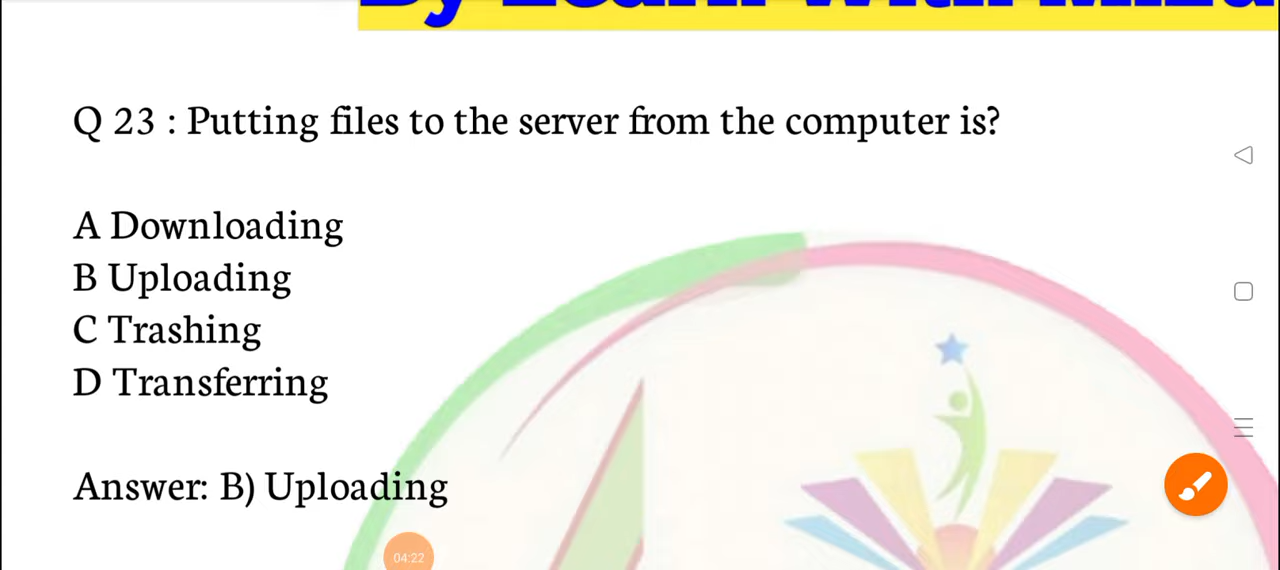 Q 23 : Putting files to the server from the computer is?
A Downloading
B Uploading
C Trashing
D Transferring
Answer: B) Uploading
04:22